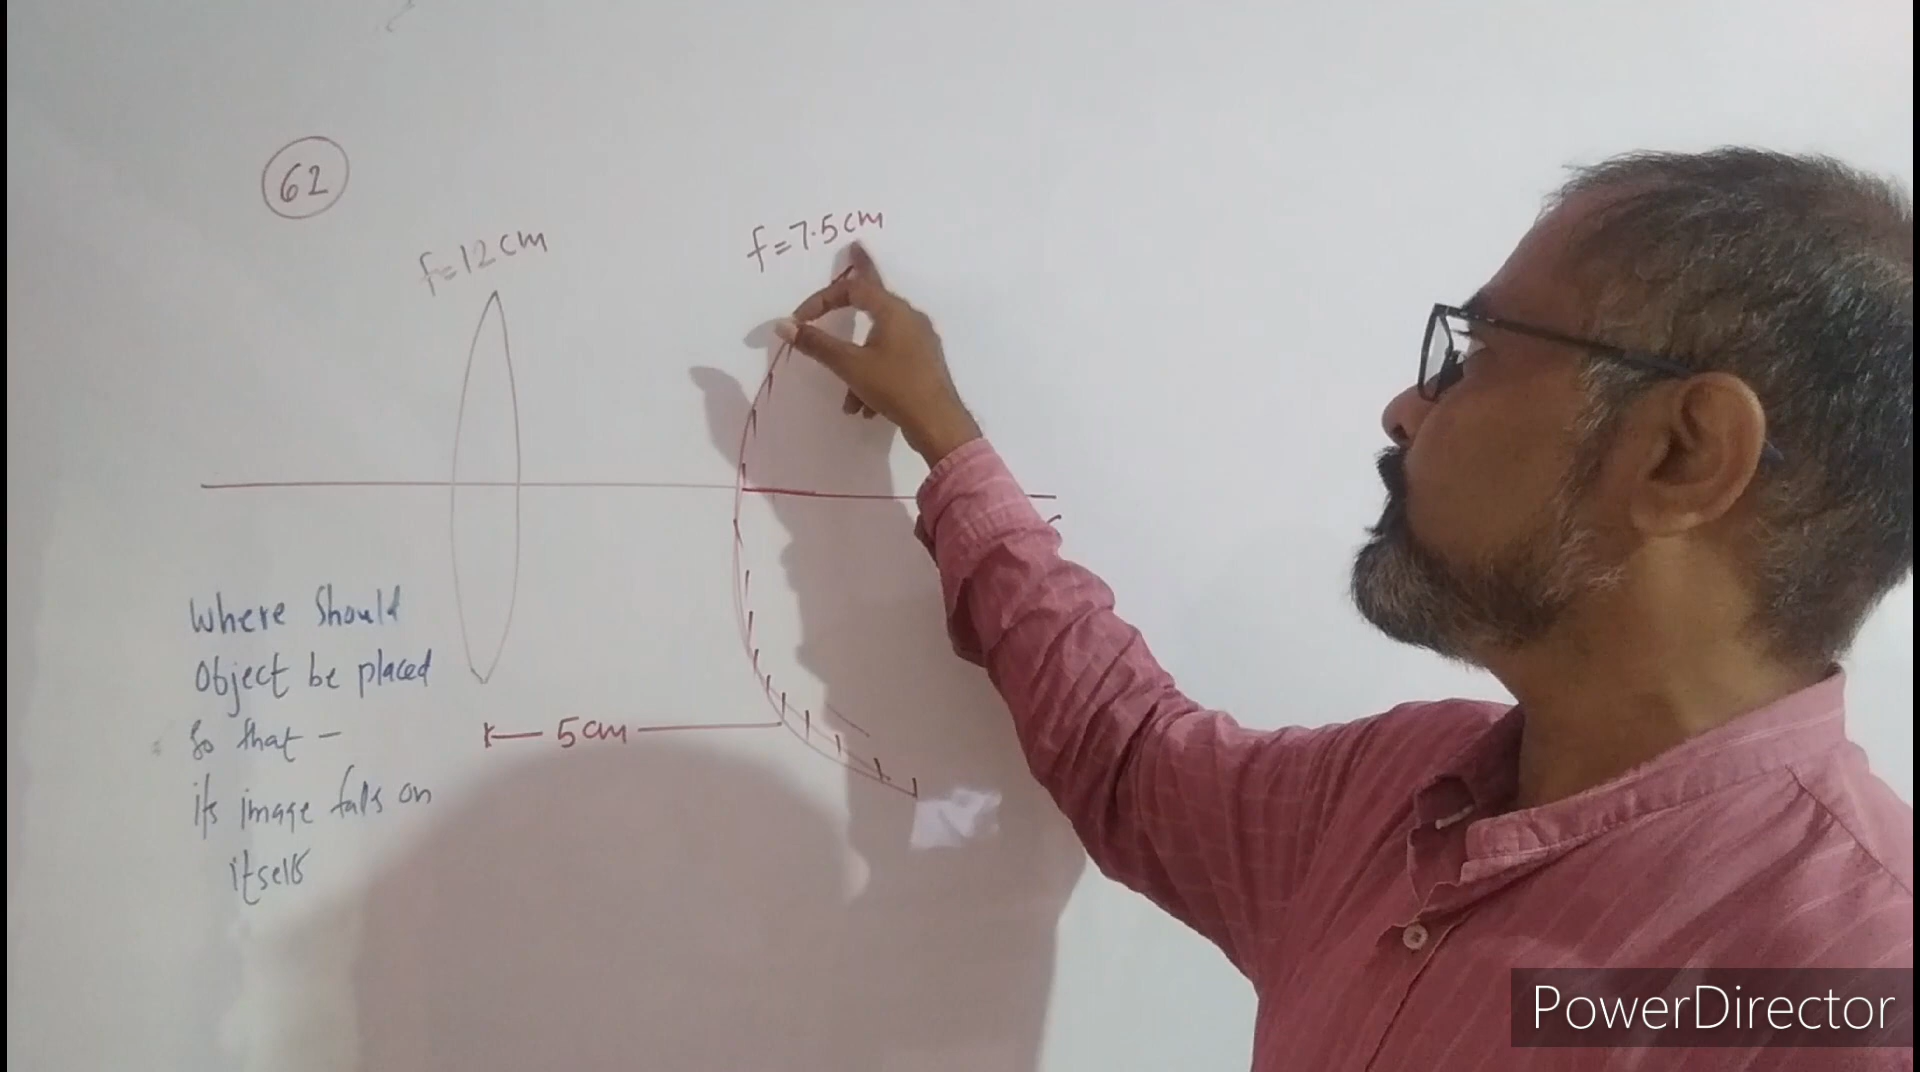 62
f=12cm
f=7.5cm
Where Should
Object be placed
So that -
its image falls on
itself
5cm
PowerDirector